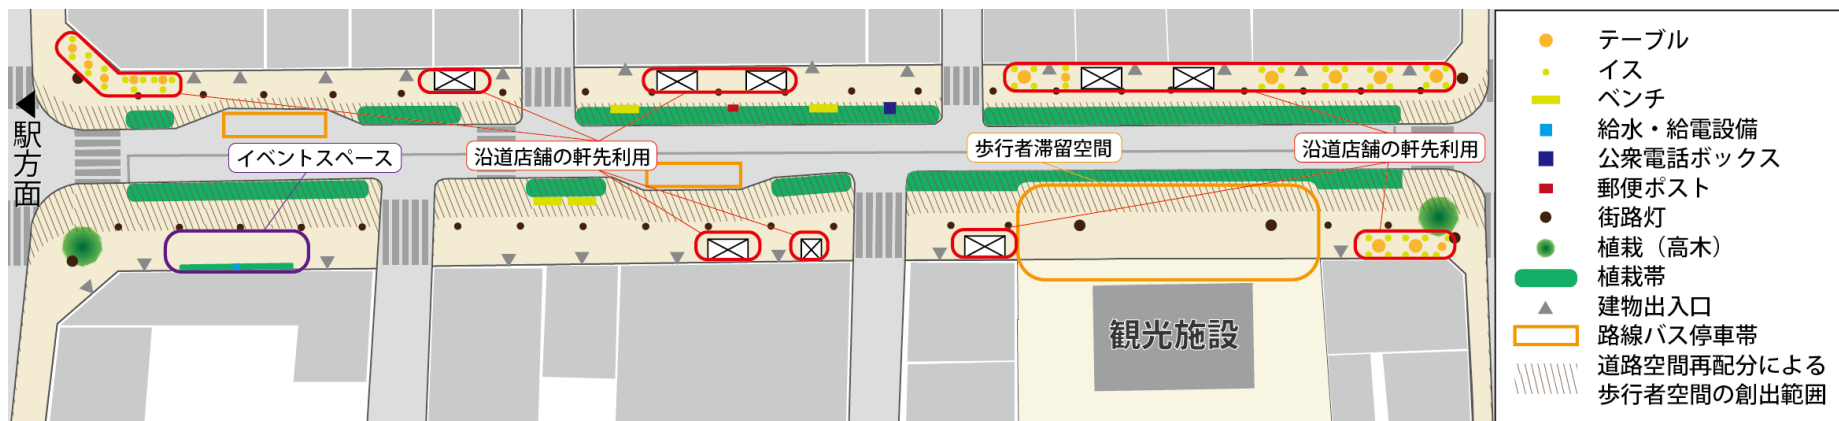 駅方面
イベントスペース
沿道店舗の軒先利用
歩行者滞留空間
沿道店舗の軒先利用
観光施設
テーブル
イス
ベンチ
給水・給電設備
公衆電話ボックス
郵便ポスト
街路灯
植栽（高木）
植栽帯
建物出入口
路線バス停車帯
道路空間再配分による
歩行者空間の創出範囲